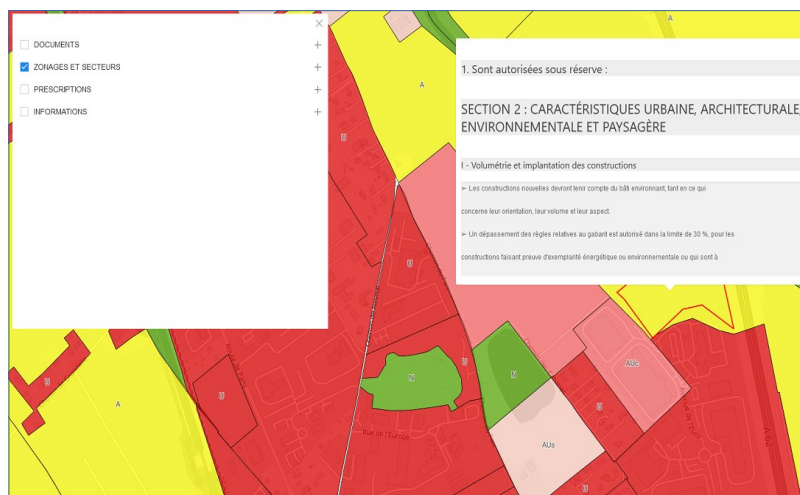 DOCUMENTS
ZONAGES ET SECTEURS
PRESCRIPTIONS
INFORMATIONS
1. Sont autorisées sous réserve :
SECTION 2 : CARACTÉRISTIQUES URBAINE, ARCHITECTURALE,
ENVIRONNEMENTALE ET PAYSAGÈRE
I - Volumétrie et implantation des constructions
➢ Les constructions nouvelles devront tenir compte du bâti environnant, tant en ce qui
concerne leur orientation, leur volume et leur aspect.
➢ Un dépassement des règles relatives au gabarit est autorisé dans la limite de 30 %, pour les
constructions faisant preuve d'exemplarité énergétique ou environnementale ou qui sont à
A
A
U
U
U
N
N
AUc
U
U
A
Rue de l'Europe
AUs
U
U
A-62